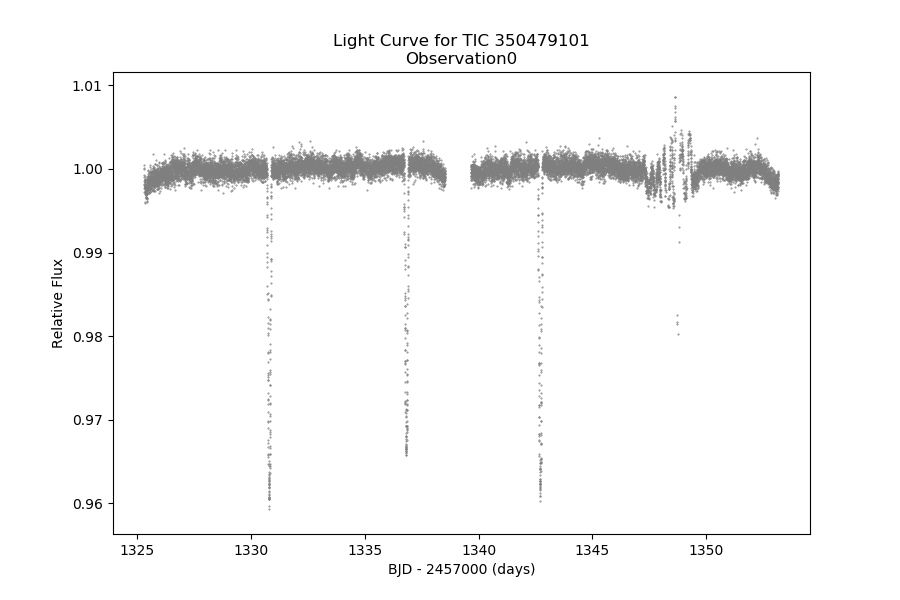 Light Curve for TIC 350479101
Observation0
1.01
1.00
0.99
0.98
0.97
0.96
Relative Flux
1325 1330 1335 1340 1345 1350
BJD - 2457000 (days)